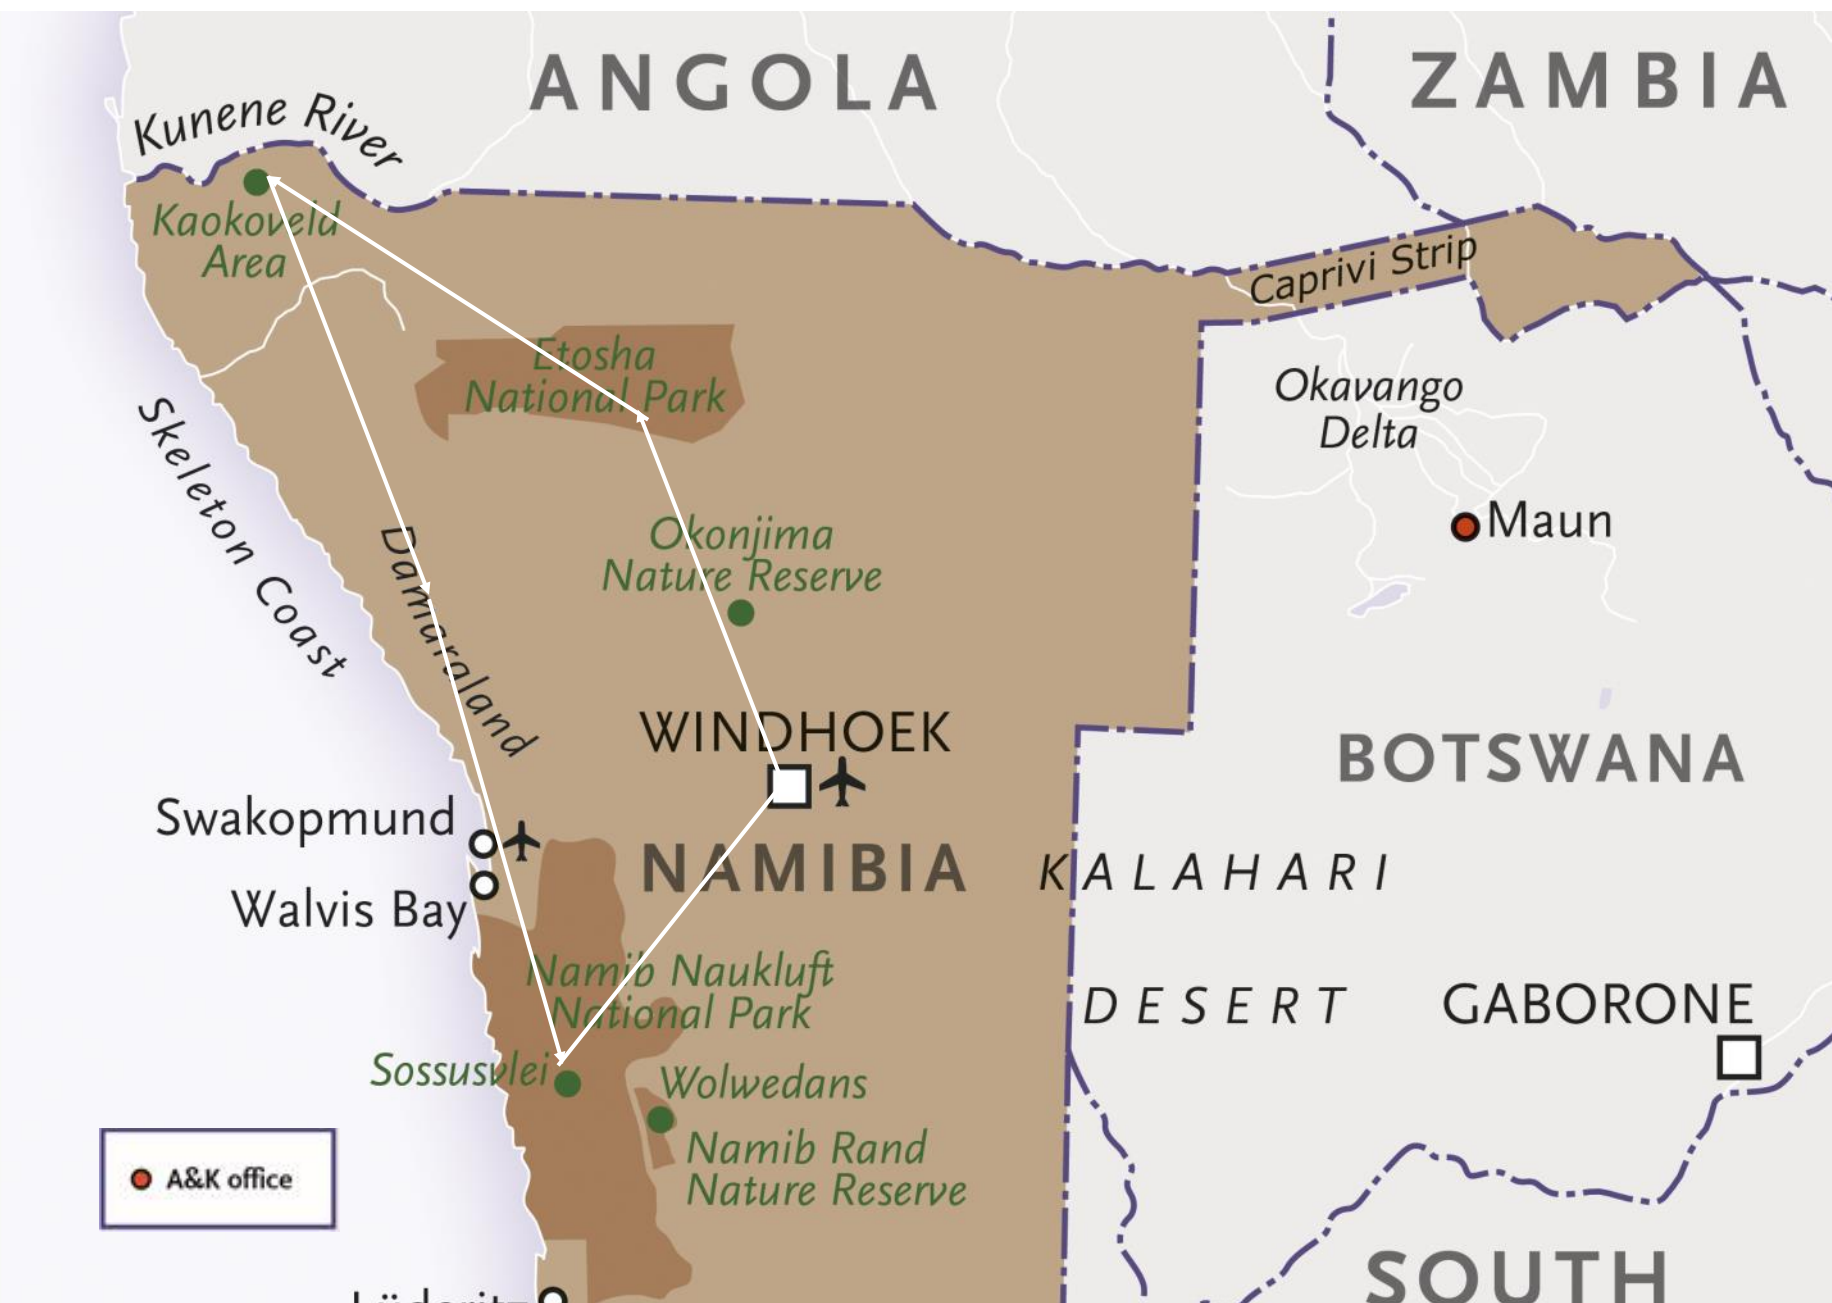 ANGOLA
ZAMBIA
Kunene River
Kaokoveld
Area
Caprivi Strip
Etosha
National Park
Okavango
Delta
Skeleton Coast
Maun
Damaraland
Okonjima
Nature Reserve
WINDHOEK
BOTSWANA
Swakopmund
NAMIBIA
KALAHARI
Walvis Bay
Namib Naukluft
National Park
DESERT
GABORONE
Sossusvlei
Wolwedans
Namib Rand
Nature Reserve
A&K office
SOUTH
Lüderitz